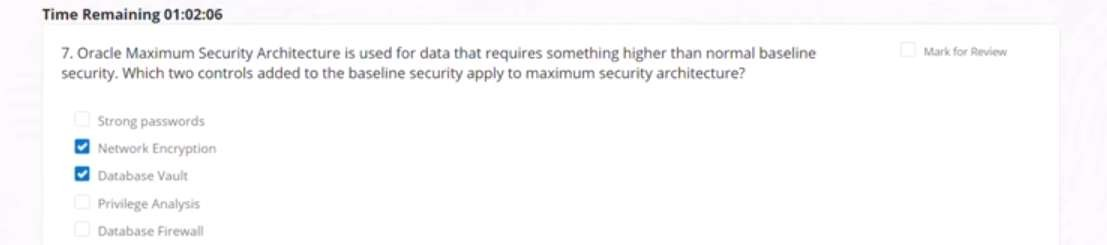 Time Remaining 01:02:06
7. Oracle Maximum Security Architecture is used for data that requires something higher than normal baseline
Mark for Review
security. Which two controls added to the baseline security apply to maximum security architecture?
Strong passwords
Network Encryption
Database Vault
Privilege Analysis
Database Firewall